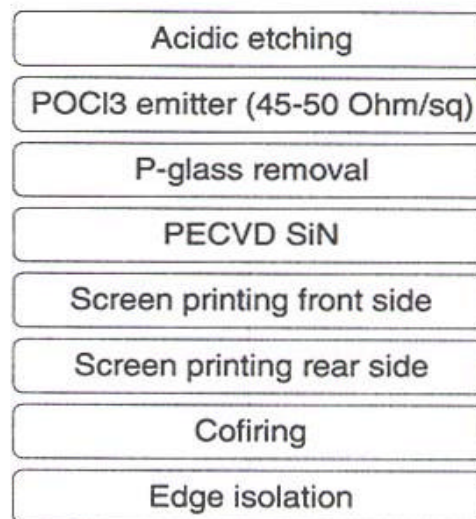 Acidic etching
POCl3 emitter (45-50 Ohm/sq)
P-glass removal
PECVD SiN
Screen printing front side
Screen printing rear side
Cofiring
Edge isolation